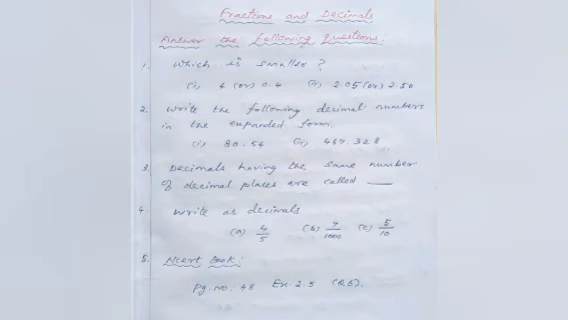 Fractions and Decimals
Answer the following questions.
1. Which is smaller?
(i) 4 (or) 0.4 (ii) 2.05 (or) 2.50
2. Write the following decimal numbers
in the expanded form.
(i) 80.54 (ii) 457.328
3. Decimals having the same number
of decimal places are called ___
4. Write as decimals
(a) 4/5 (b) 7/1000 (c) 5/10
5. Ncert Book:
Pg. No. 48 Ex. 2.5 (Q.5).